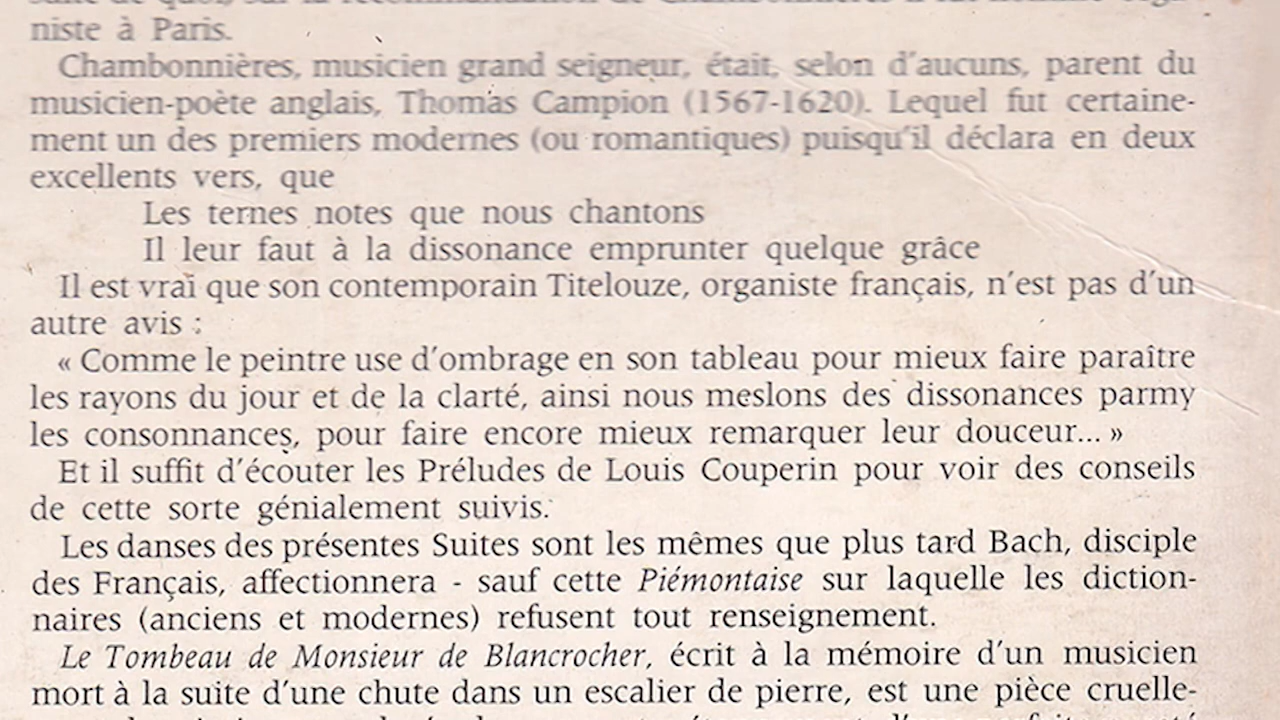 niste à Paris.
Chambonnières, musicien grand seigneur, était, selon d'aucuns, parent du
musicien-poète anglais, Thomas Campion (1567-1620). Lequel fut certaine-
ment un des premiers modernes (ou romantiques) puisqu'il déclara en deux
excellents vers, que
Les ternes notes que nous chantons
Il leur faut à la dissonance emprunter quelque grâce
Il est vrai que son contemporain Titelouze, organiste français, n'est pas d'un
autre avis :
« Comme le peintre use d'ombrage en son tableau pour mieux faire paraître
les rayons du jour et de la clarté, ainsi nous meslons des dissonances parmy
les consonnances, pour faire encore mieux remarquer leur douceur... »
Et il suffit d'écouter les Préludes de Louis Couperin pour voir des conseils
de cette sorte génialement suivis.
Les danses des présentes Suites sont les mêmes que plus tard Bach, disciple
des Français, affectionnera - sauf cette Piémontaise sur laquelle les diction-
naires (anciens et modernes) refusent tout renseignement.
Le Tombeau de Monsieur de Blancrocher, écrit à la mémoire d'un musicien
mort à la suite d'une chute dans un escalier de pierre, est une pièce cruelle-